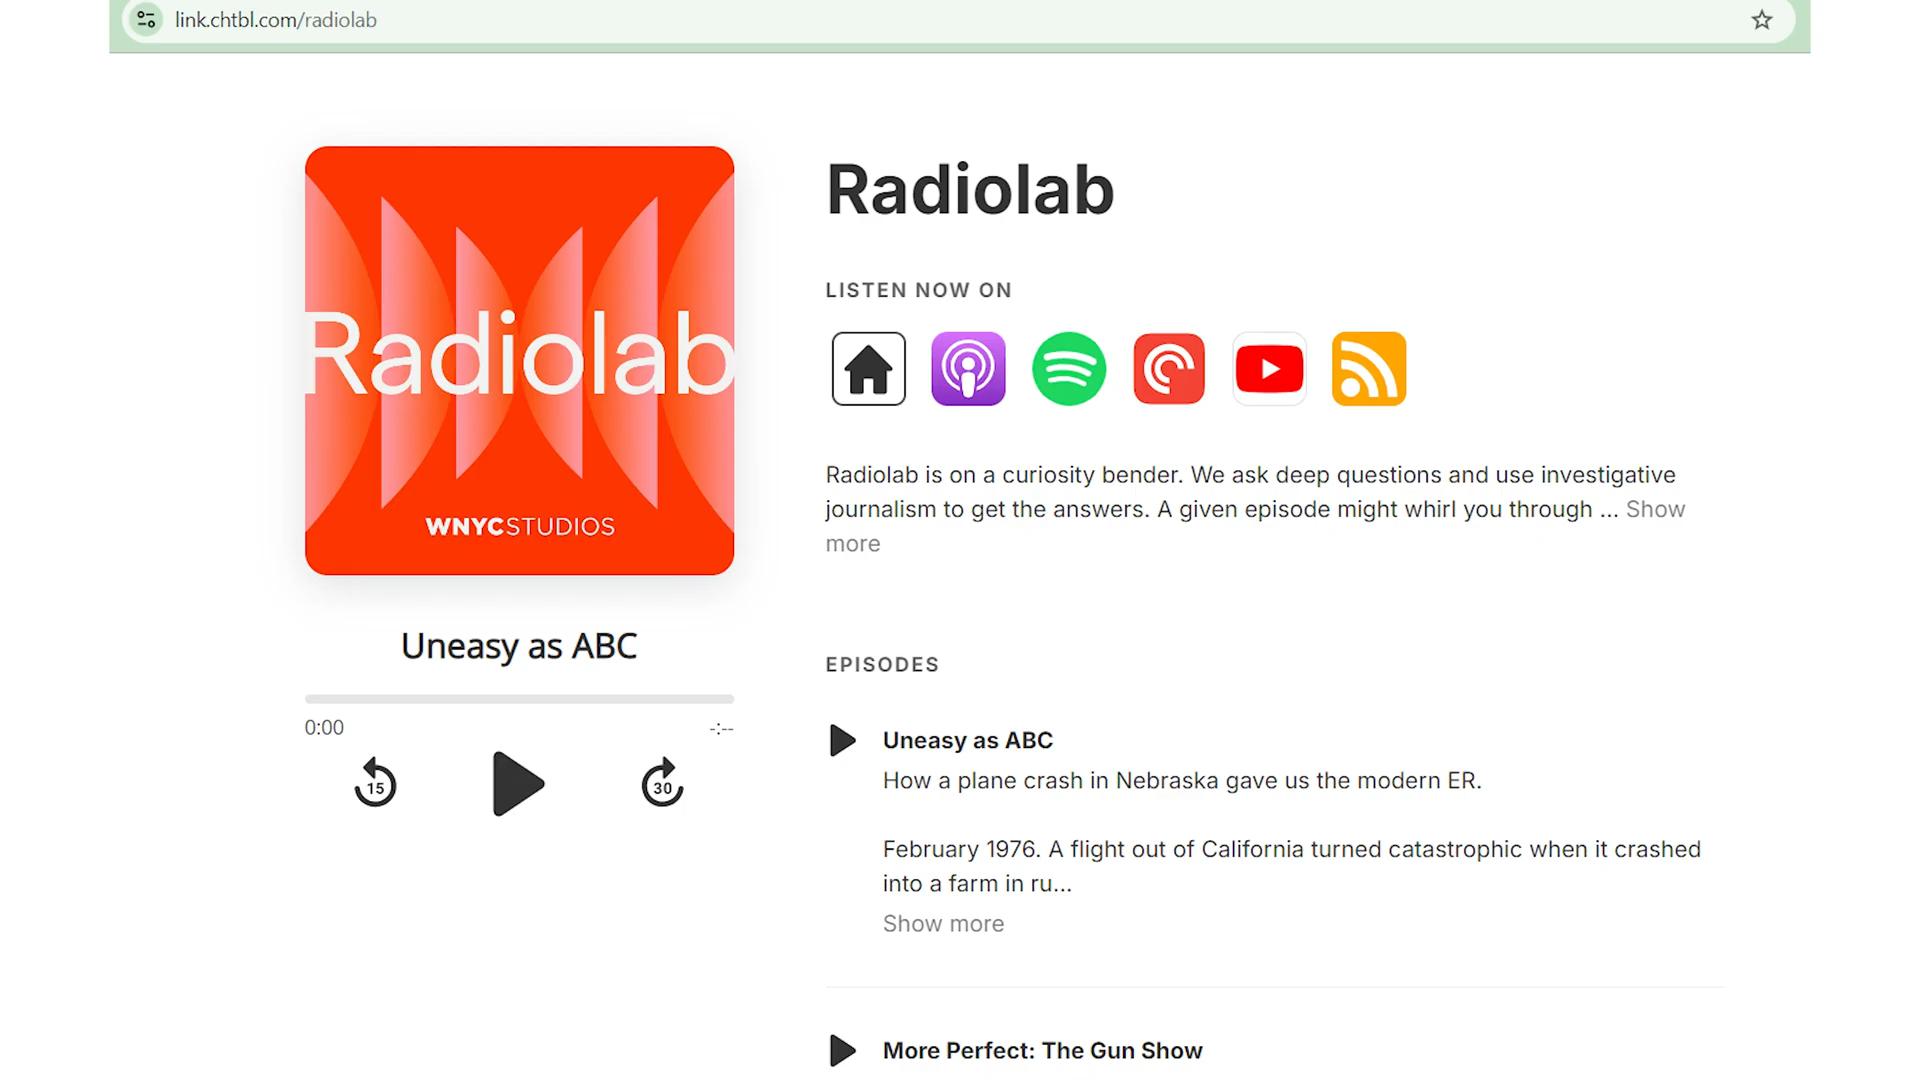 link.chtbl.com/radiolab
Radiolab
WNYCSTUDIOS
Uneasy as ABC
0:00
-:--
15
30
Radiolab
LISTEN NOW ON
Radiolab is on a curiosity bender. We ask deep questions and use investigative
journalism to get the answers. A given episode might whirl you through ... Show
more
EPISODES
Uneasy as ABC
How a plane crash in Nebraska gave us the modern ER.
February 1976. A flight out of California turned catastrophic when it crashed
into a farm in ru...
Show more
More Perfect: The Gun Show